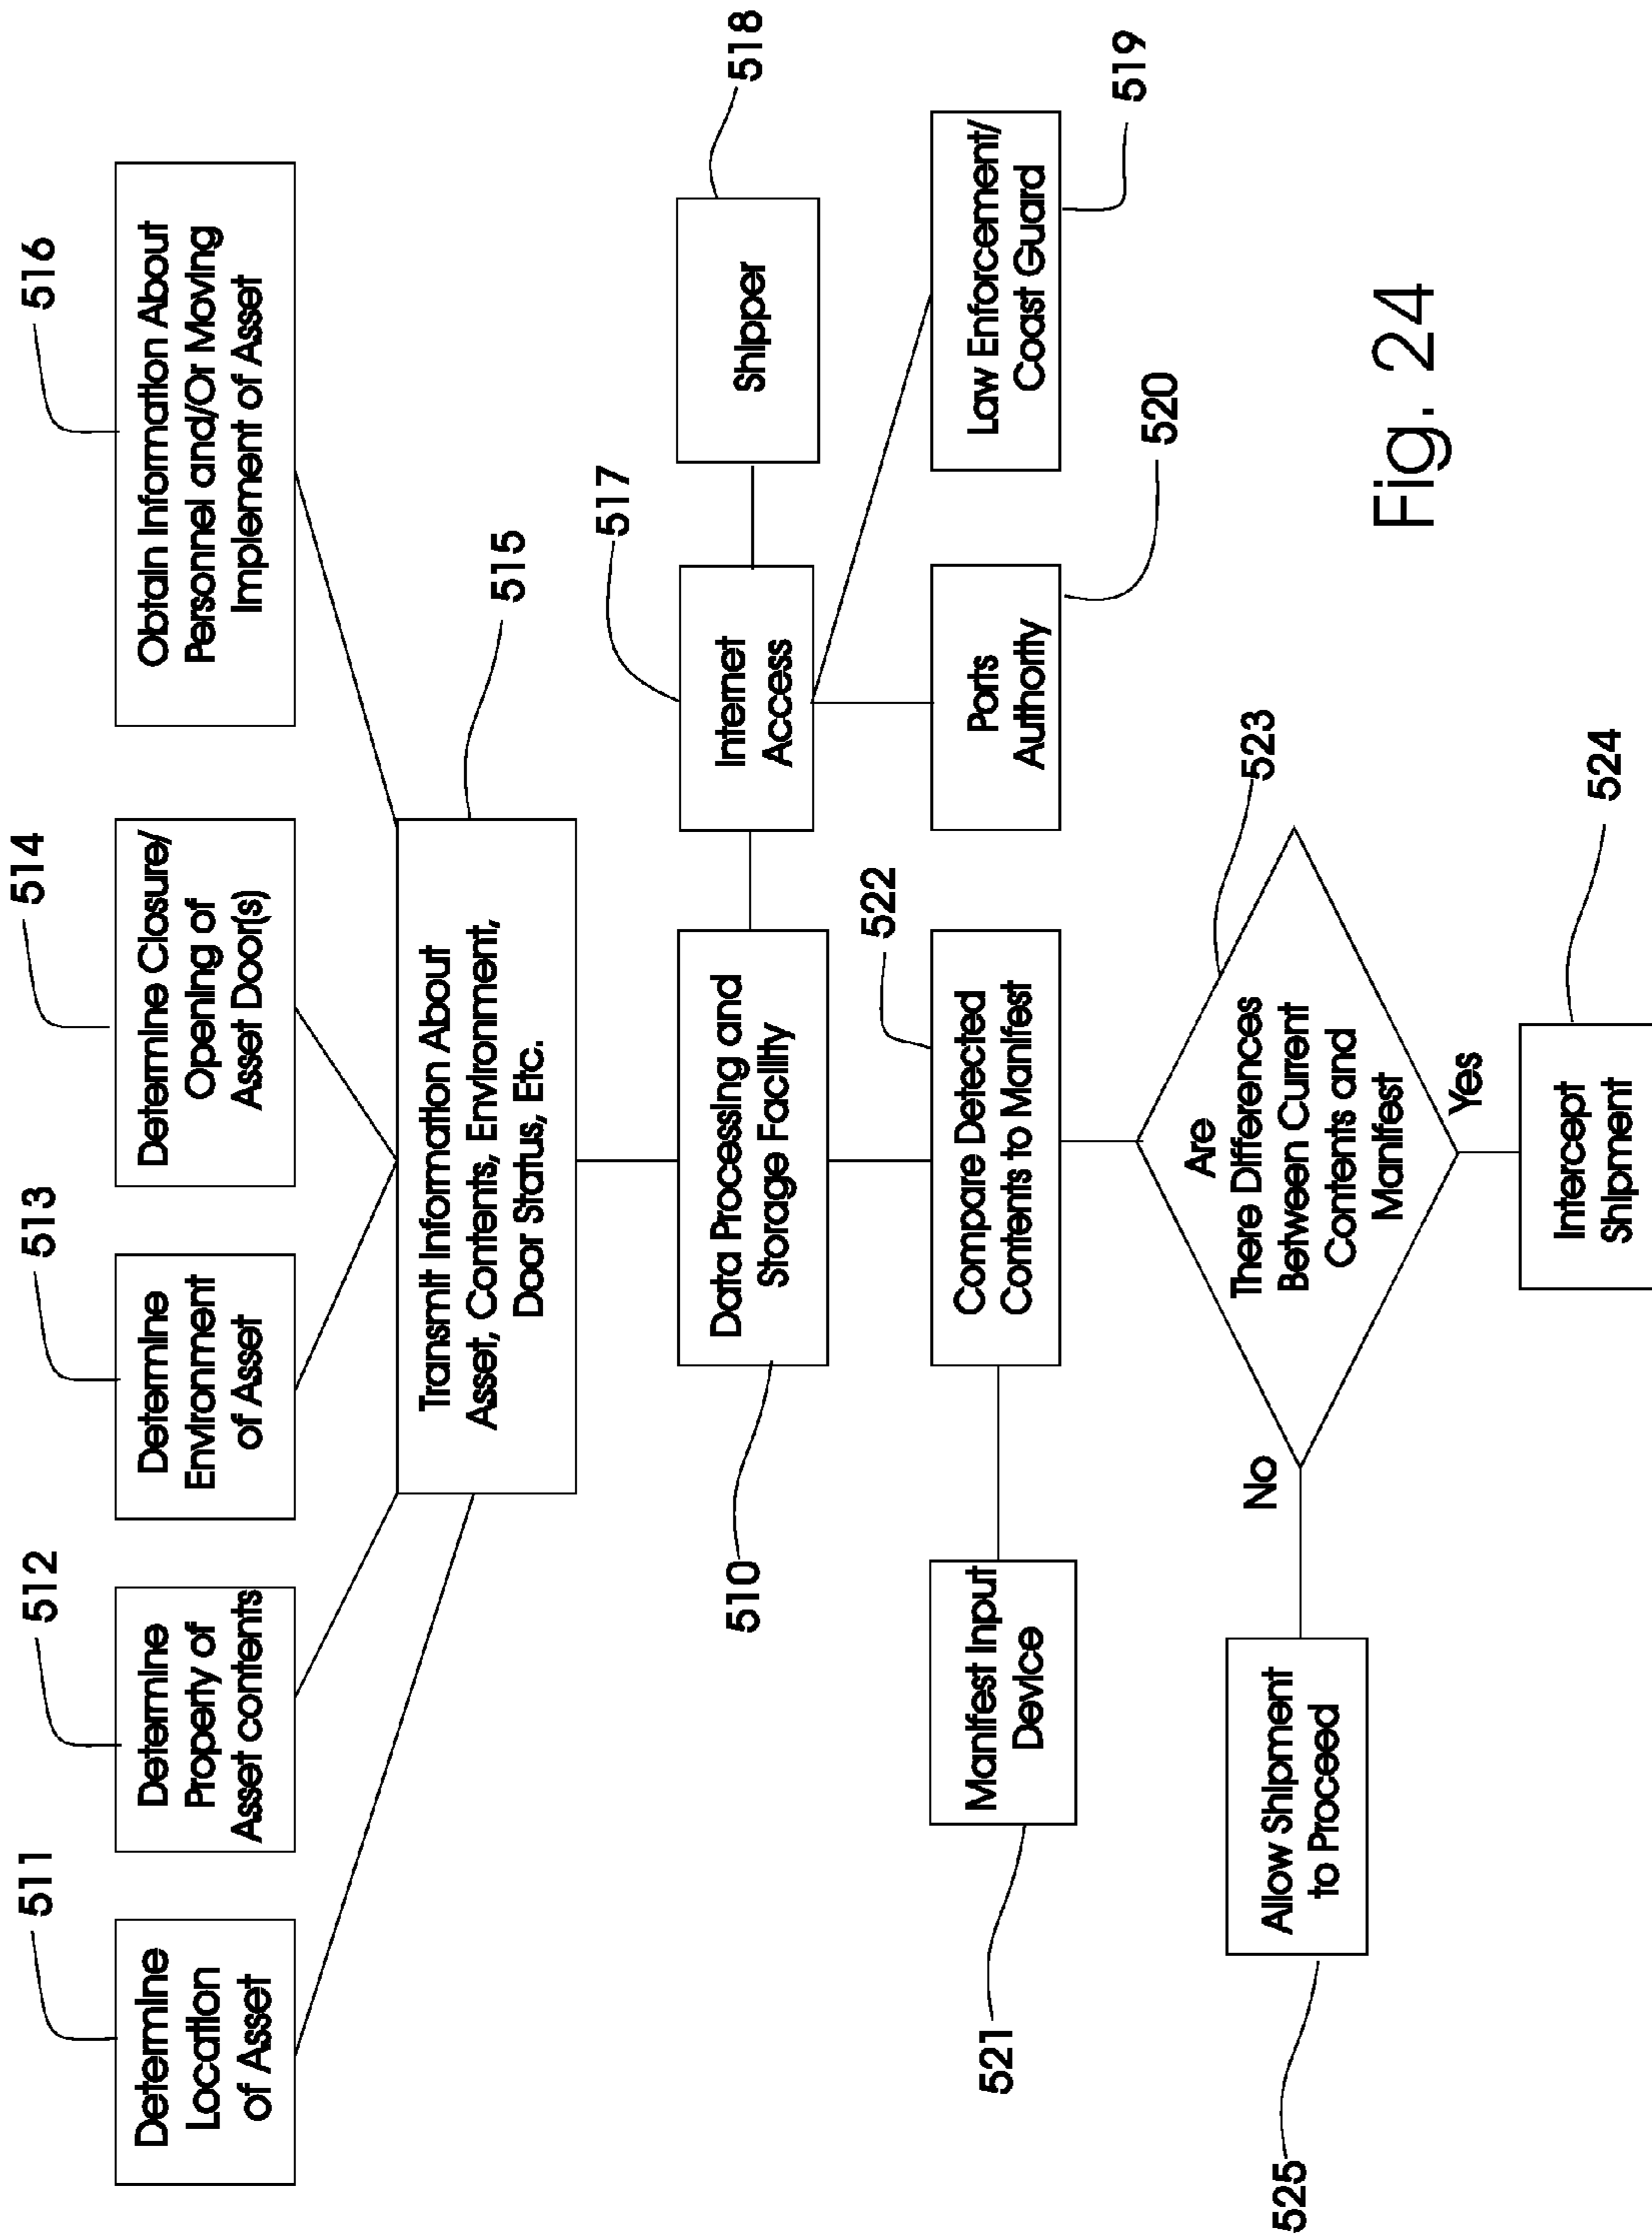 511
Determine
Location
of Asset
512
Determine
Property of
Asset contents
513
Determine
Environment
of Asset
514
Determine Closure/
Opening of
Asset Door(s)
516
Obtain Information About
Personnel and/Or Moving
Implement of Asset
515
Transmit Information About
Asset, Contents, Environment,
Door Status, Etc.
510
Data Processing and
Storage Facility
517
Internet
Access
518
Shipper
521
Manifest Input
Device
522
Compare Detected
Contents to Manifest
520
Ports
Authority
519
Law Enforcement/
Coast Guard
523
Are
There Differences
Between Current
Contents and
Manifest
No
Yes
525
Allow Shipment
to Proceed
524
Intercept
Shipment
Fig. 24